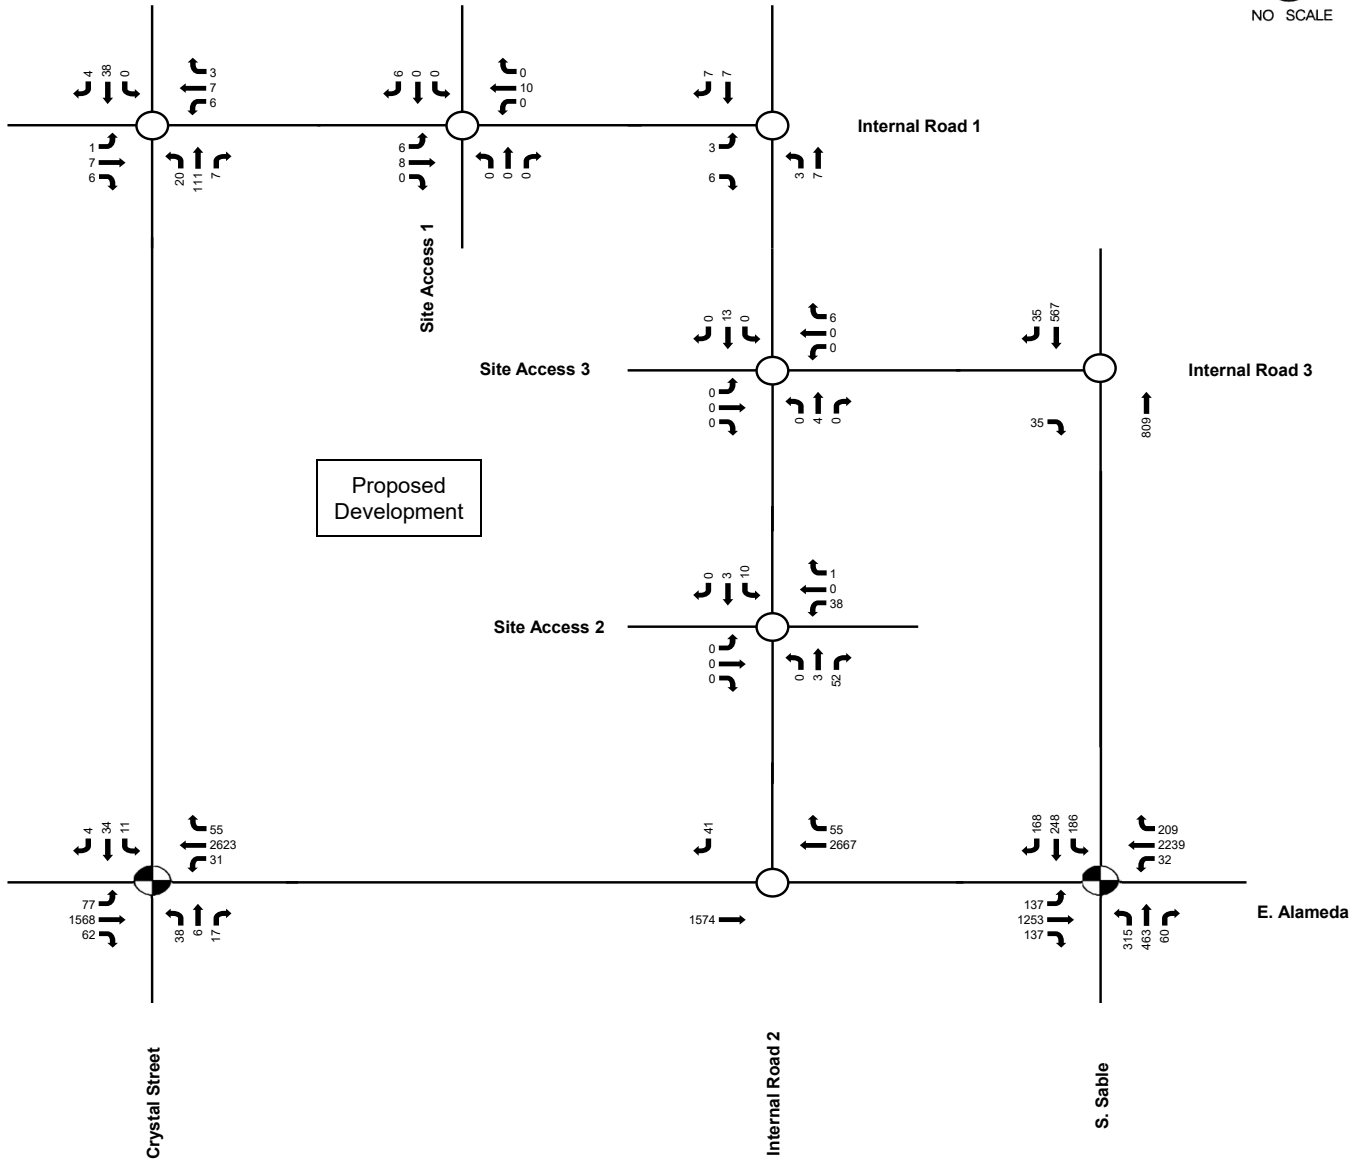 NO SCALE
4 38 0
3
7
6
1
7
6
20 111 7
6 0 0
0
10
0
6
8
0
0 0 0
7 7
3
6
3 7
Internal Road 1
Site Access 1
Site Access 3
0 13 0
6
0
0
0
0
0
0 4 0
35 567
35
809
Internal Road 3
Proposed
Development
Site Access 2
0 3 10
1
0
38
0
0
0
0 3 52
4 34 11
55
2623
31
77
1568
62
38 6 17
41
55
2667
1574
168 248 186
209
2239
32
137
1253
137
315 463 60
E. Alameda
Crystal Street
Internal Road 2
S. Sable